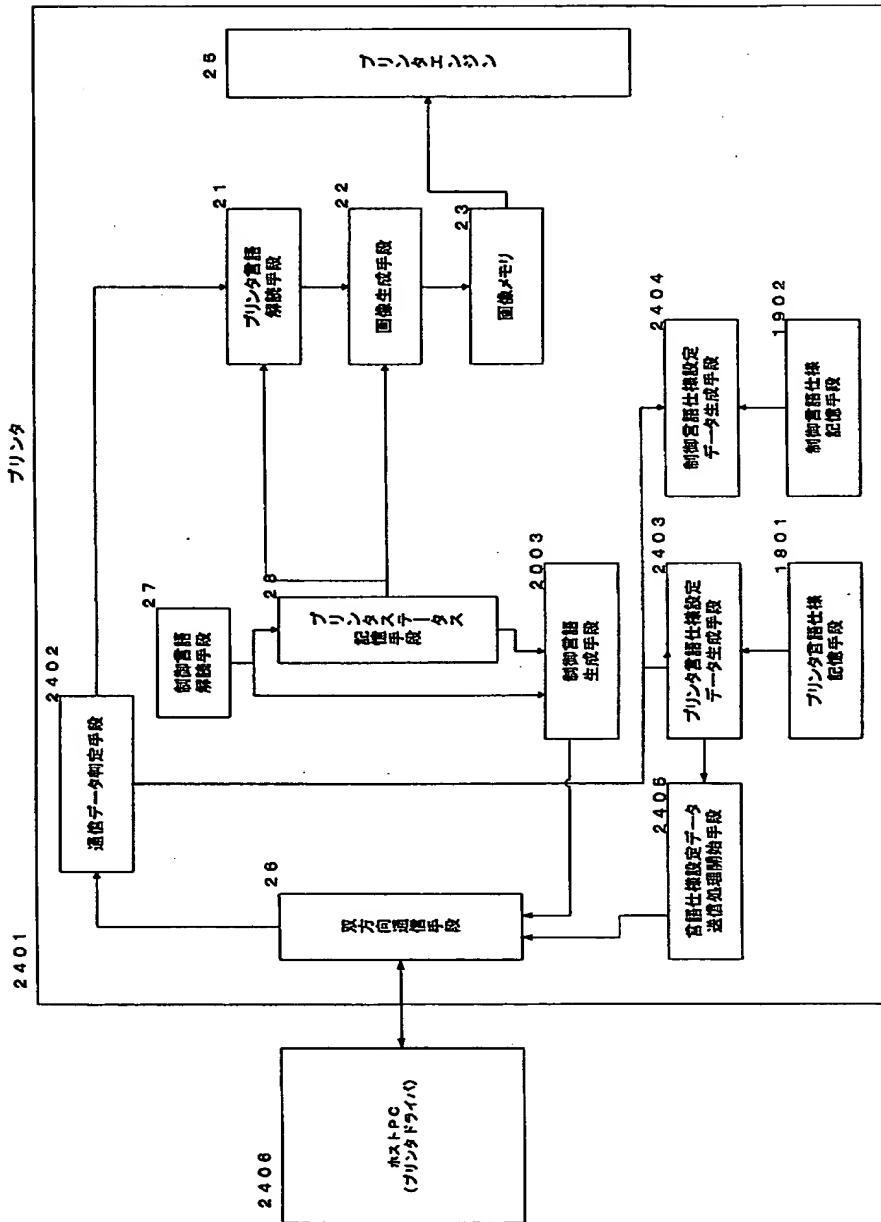 プリンタ
2401
2406
ホストPC
(プリンタドライバ)
26
双方向通信手段
2402
通信データ判定手段
27
制御言語
解読手段
28
プリンタステータス
記憶手段
2003
制御言語
生成手段
2405
言語仕様設定データ
送信処理開始手段
2403
プリンタ言語仕様設定
データ生成手段
1801
プリンタ言語仕様
記憶手段
2404
制御言語仕様設定
データ生成手段
1902
制御言語仕様
記憶手段
21
プリンタ言語
解読手段
22
画像生成手段
23
画像メモリ
25
プリンタエンジン